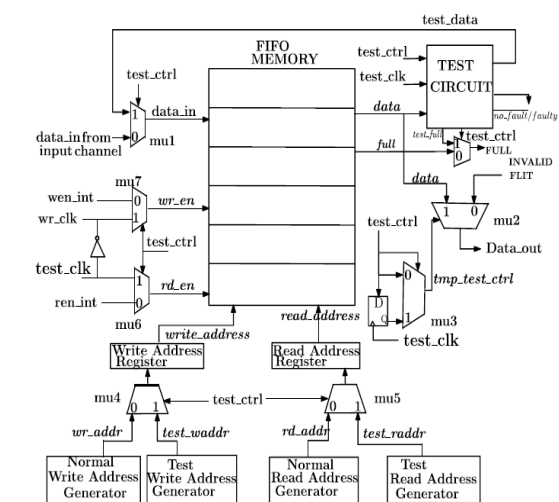 test_data
FIFO
MEMORY
test_ctrl
TEST
CIRCUIT
test_clk
test_ctrl
1
data_in
data
no_fault/faulty
data_in from
0
input channel
mu1
test_full
test_ctrl
1
0
FULL
full
INVALID
FLIT
mu7
data
wen_int
0
wr_en
1
0
wr_clk
1
mu2
test_ctrl
test_ctrl
Data_out
test_clk
1
rd_en
0
tmp_test_ctrl
ren_int
0
D
Q
1
mu3
mu6
read_address
write_address
test_clk
Write Address
Register
Read Address
Register
mu4
0
1
test_ctrl
0
1
mu5
wr_addr
test_waddr
rd_addr
test_raddr
Normal
Write Address
Generator
Test
Write Address
Generator
Normal
Read Address
Generator
Test
Read Address
Generator